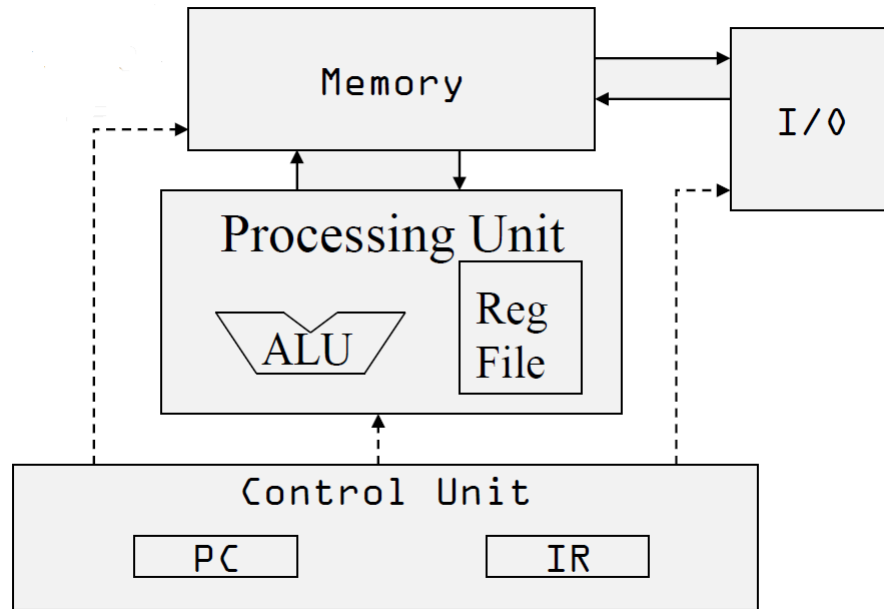 Memory
I/O
Processing Unit
ALU
Reg
File
Control Unit
PC
IR